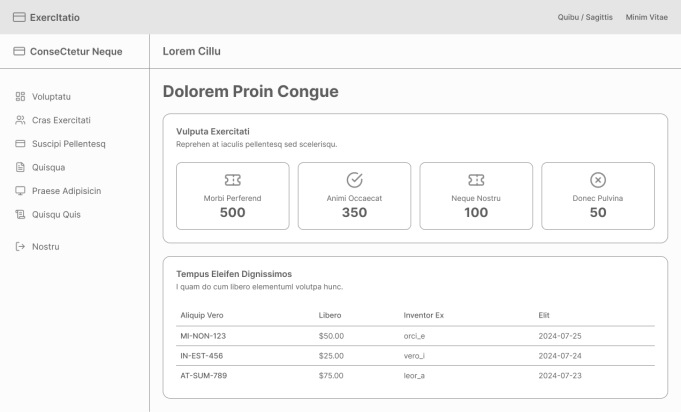 Exercitatio
Quibu / Sagittis
Minim Vitae
ConseCtetur Neque
Lorem Cillu
Voluptatu
Cras Exercitati
Suscipi Pellentesq
Quisqua
Praese Adipisicin
Quisqu Quis
Nostru
Dolorem Proin Congue
Vulputa Exercitati
Reprehen at iaculis pellentesq sed scelerisqu.
Morbi Perferend
500
Animi Occaecat
350
Neque Nostru
100
Donec Pulvina
50
Tempus Eleifen Dignissimos
I quam do cum libero elementumi volutpa hunc.
Aliquip Vero
Libero
Inventor Ex
Elit
MI-NON-123
$50.00
orci_e
2024-07-25
IN-EST-456
$25.00
vero_i
2024-07-24
AT-SUM-789
$75.00
leor_a
2024-07-23